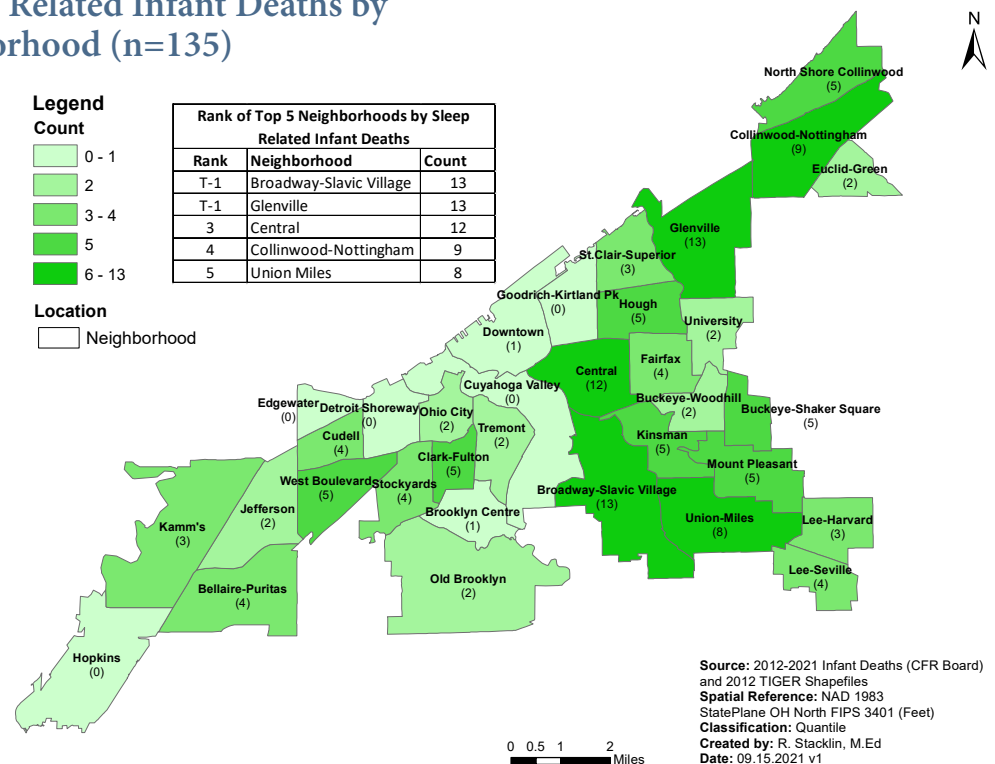 Related Infant Deaths by
orhood (n=135)
N
Legend
Count
0 - 1
2
3 - 4
5
6 - 13
Location
Neighborhood
Rank of Top 5 Neighborhoods by Sleep
Related Infant Deaths
Rank Neighborhood Count
T-1 Broadway-Slavic Village 13
T-1 Glenville 13
3 Central 12
4 Collinwood-Nottingham 9
5 Union Miles 8
North Shore Collinwood
(5)
Collinwood-Nottingham
(9)
Euclid-Green
(2)
Glenville
(13)
St.Clair-Superior
(3)
Goodrich-Kirtland Pk
(0)
Hough
(5)
University
(2)
Downtown
(1)
Fairfax
(4)
Central
(12)
Cuyahoga Valley
(0)
Buckeye-Woodhill
(2)
Buckeye-Shaker Square
(5)
Edgewater
(0)
Detroit Shoreway
(0)
Ohio City
(2)
Tremont
(2)
Cudell
(4)
Kinsman
(5)
Clark-Fulton
(5)
Mount Pleasant
(5)
West Boulevard
(5)
Stockyards
(4)
Broadway-Slavic Village
(13)
Jefferson
(2)
Brooklyn Centre
(1)
Union-Miles
(8)
Lee-Harvard
(3)
Kamm's
(3)
Lee-Seville
(4)
Old Brooklyn
(2)
Bellaire-Puritas
(4)
Hopkins
(0)
Source: 2012-2021 Infant Deaths (CFR Board)
and 2012 TIGER Shapefiles
Spatial Reference: NAD 1983
StatePlane OH North FIPS 3401 (Feet)
Classification: Quantile
Created by: R. Stacklin, M.Ed
Date: 09.15.2021 v1
0 0.5 1 2
Miles